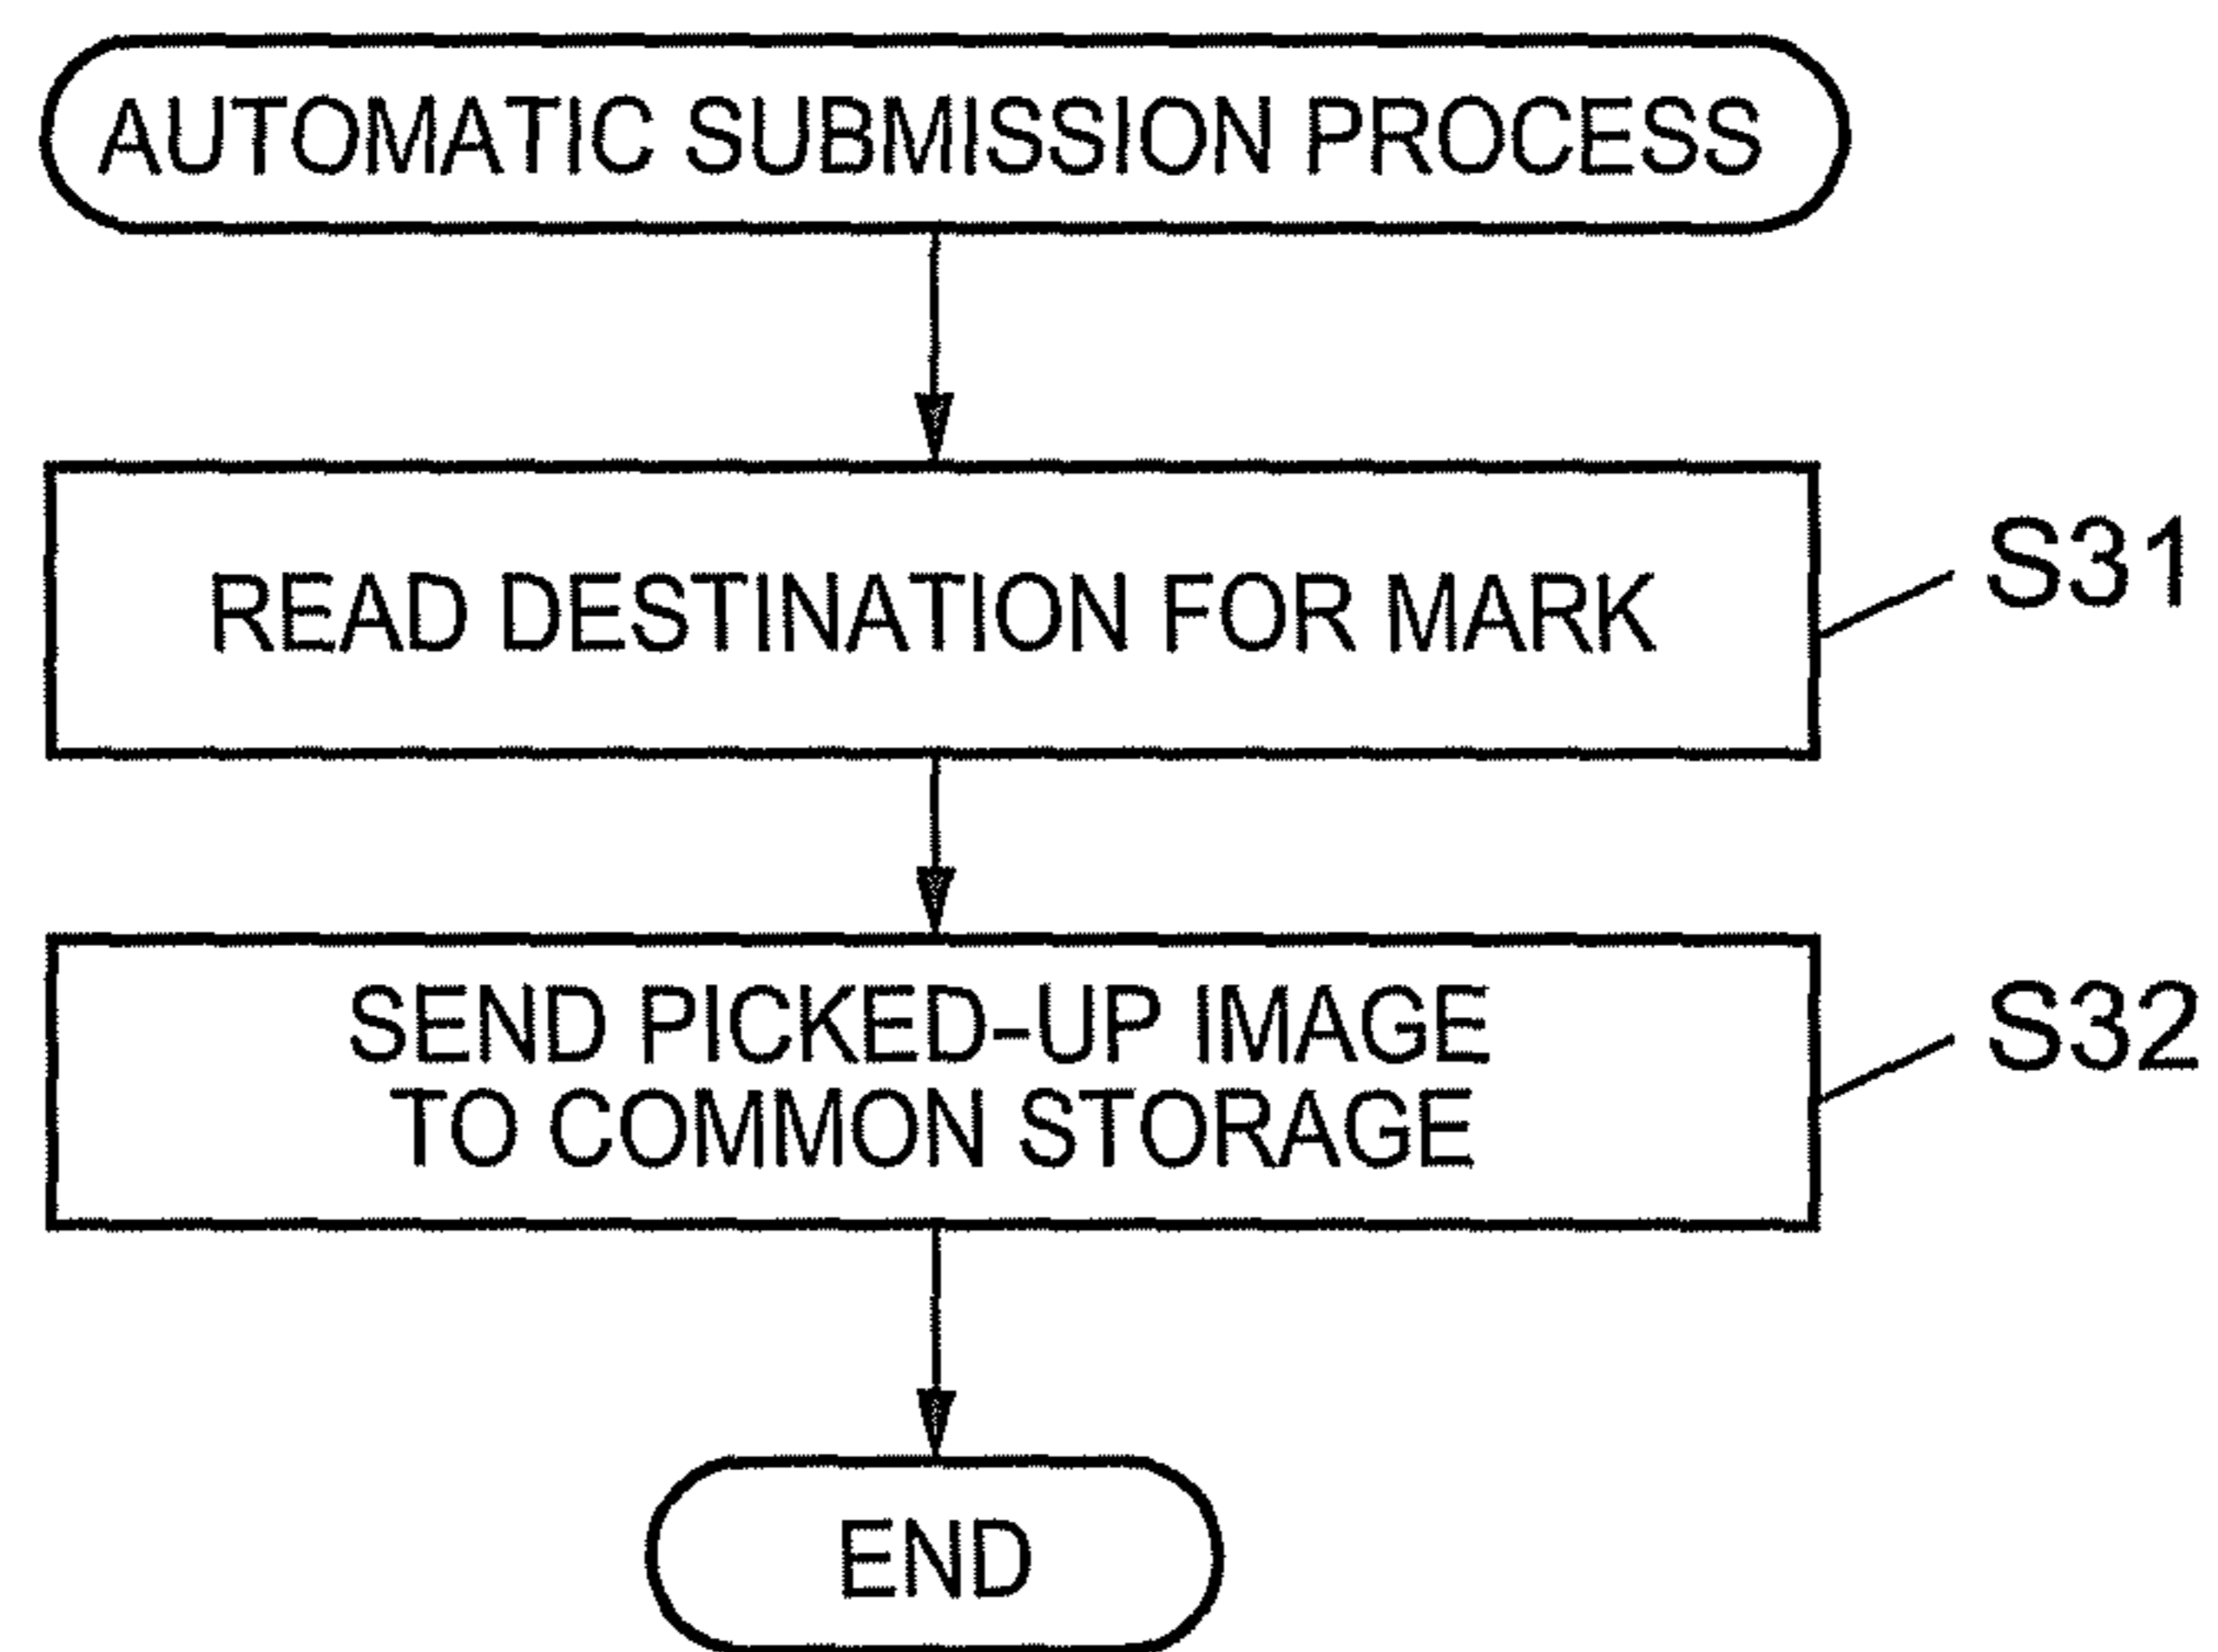 AUTOMATIC SUBMISSION PROCESS
READ DESTINATION FOR MARK
S31
SEND PICKED-UP IMAGE
TO COMMON STORAGE
S32
END